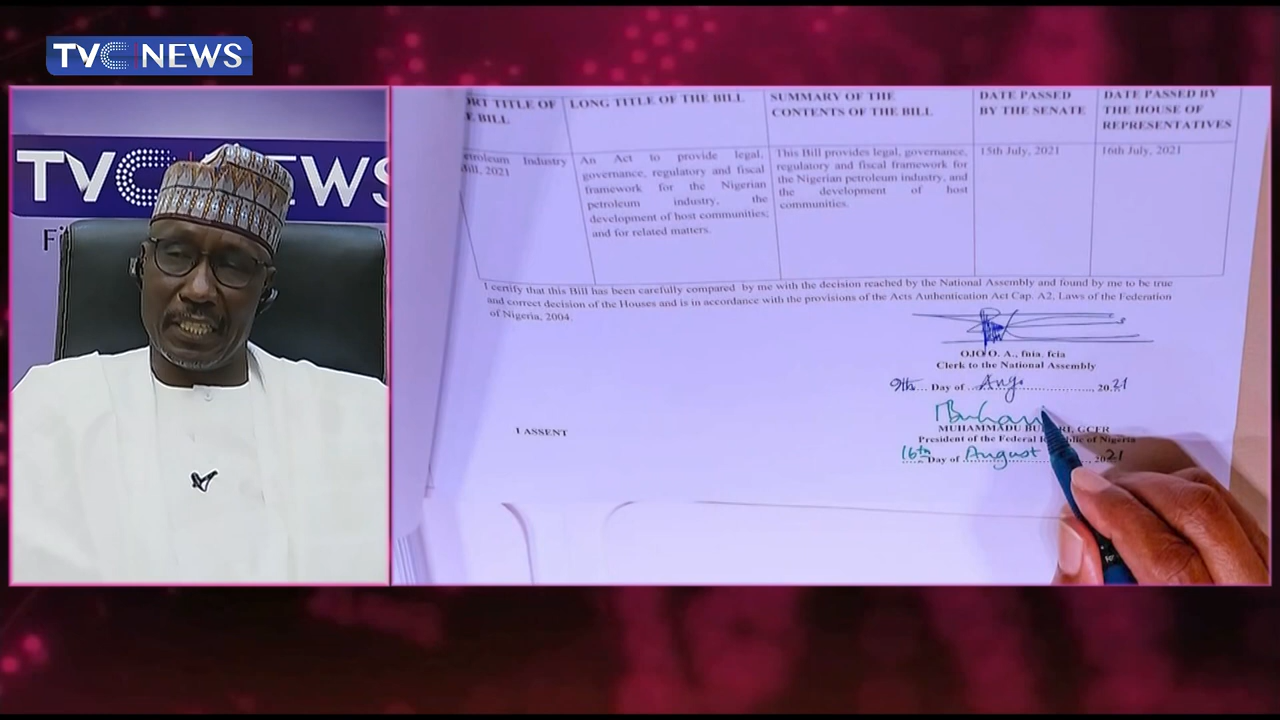 TVC NEWS
TVC NEWS
Fi
ORT TITLE OF
E BILL
LONG TITLE OF THE BILL
SUMMARY OF THE
CONTENTS OF THE BILL
DATE PASSED
BY THE SENATE
DATE PASSED BY
THE HOUSE OF
REPRESENTATIVES
etroleum Industry
Bill, 2021
An Act to provide legal,
governance, regulatory and fiscal
framework for the Nigerian
petroleum industry, the
development of host communities;
and for related matters.
This Bill provides legal, governance,
regulatory and fiscal framework for
the Nigerian petroleum industry, and
the development of host
communities.
15th July, 2021
16th July, 2021
I certify that this Bill has been carefully compared by me with the decision reached by the National Assembly and found by me to be true
and correct decision of the Houses and is in accordance with the provisions of the Acts Authentication Act Cap. A2, Laws of the Federation
of Nigeria, 2004.
OJO O. A., fnia, fcia
Clerk to the National Assembly
9th Day of Aug. 2021
I ASSENT
MBuhari
MUHAMMADU BUHARI, GCFR
President of the Federal Republic of Nigeria
16th Day of August 2021